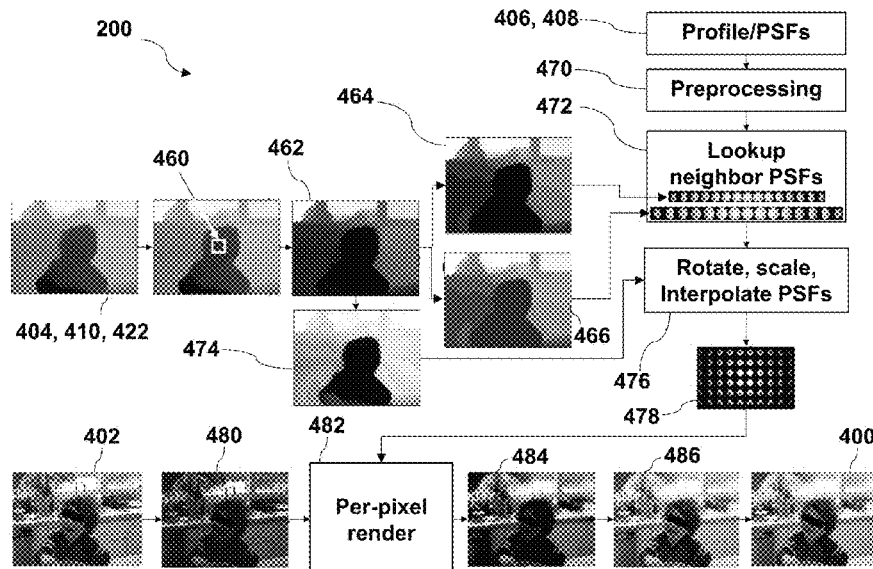 200
406, 408
Profile/PSFs
470
Preprocessing
464
472
460
462
Lookup
neighbor PSFs
Rotate, scale,
Interpolate PSFs
404, 410, 422
474
466
476
478
402
480
482
484
486
400
Per-pixel
render